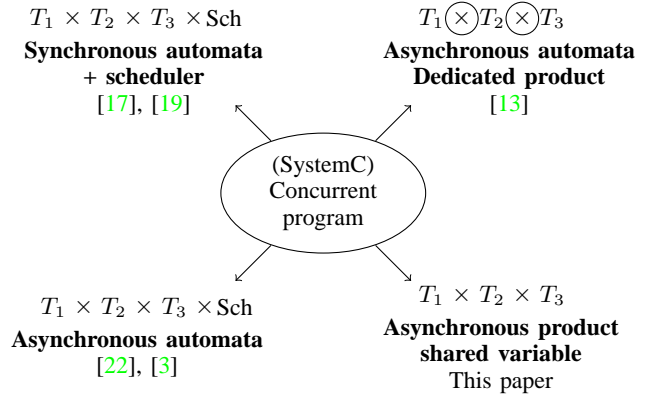 T₁ × T₂ × T₃ × Sch
Synchronous automata
+ scheduler
[17], [19]
T₁ ⊗ T₂ ⊗ T₃
Asynchronous automata
Dedicated product
[13]
(SystemC)
Concurrent
program
T₁ × T₂ × T₃ × Sch
Asynchronous automata
[22], [3]
T₁ × T₂ × T₃
Asynchronous product
shared variable
This paper